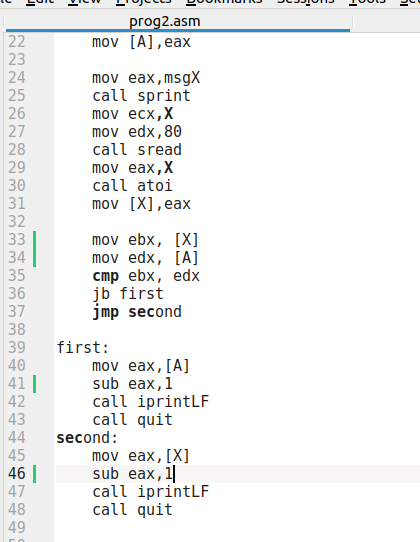 le Edit View Projects Bookmarks Sessions Tools Se
prog2.asm
22 mov [A],eax
23
24 mov eax,msgX
25 call sprint
26 mov ecx,X
27 mov edx,80
28 call sread
29 mov eax,X
30 call atoi
31 mov [X],eax
32
33 mov ebx, [X]
34 mov edx, [A]
35 cmp ebx, edx
36 jb first
37 jmp second
38
39 first:
40 mov eax,[A]
41 sub eax,1
42 call iprintLF
43 call quit
44 second:
45 mov eax,[X]
46 sub eax,1
47 call iprintLF
48 call quit
49
50